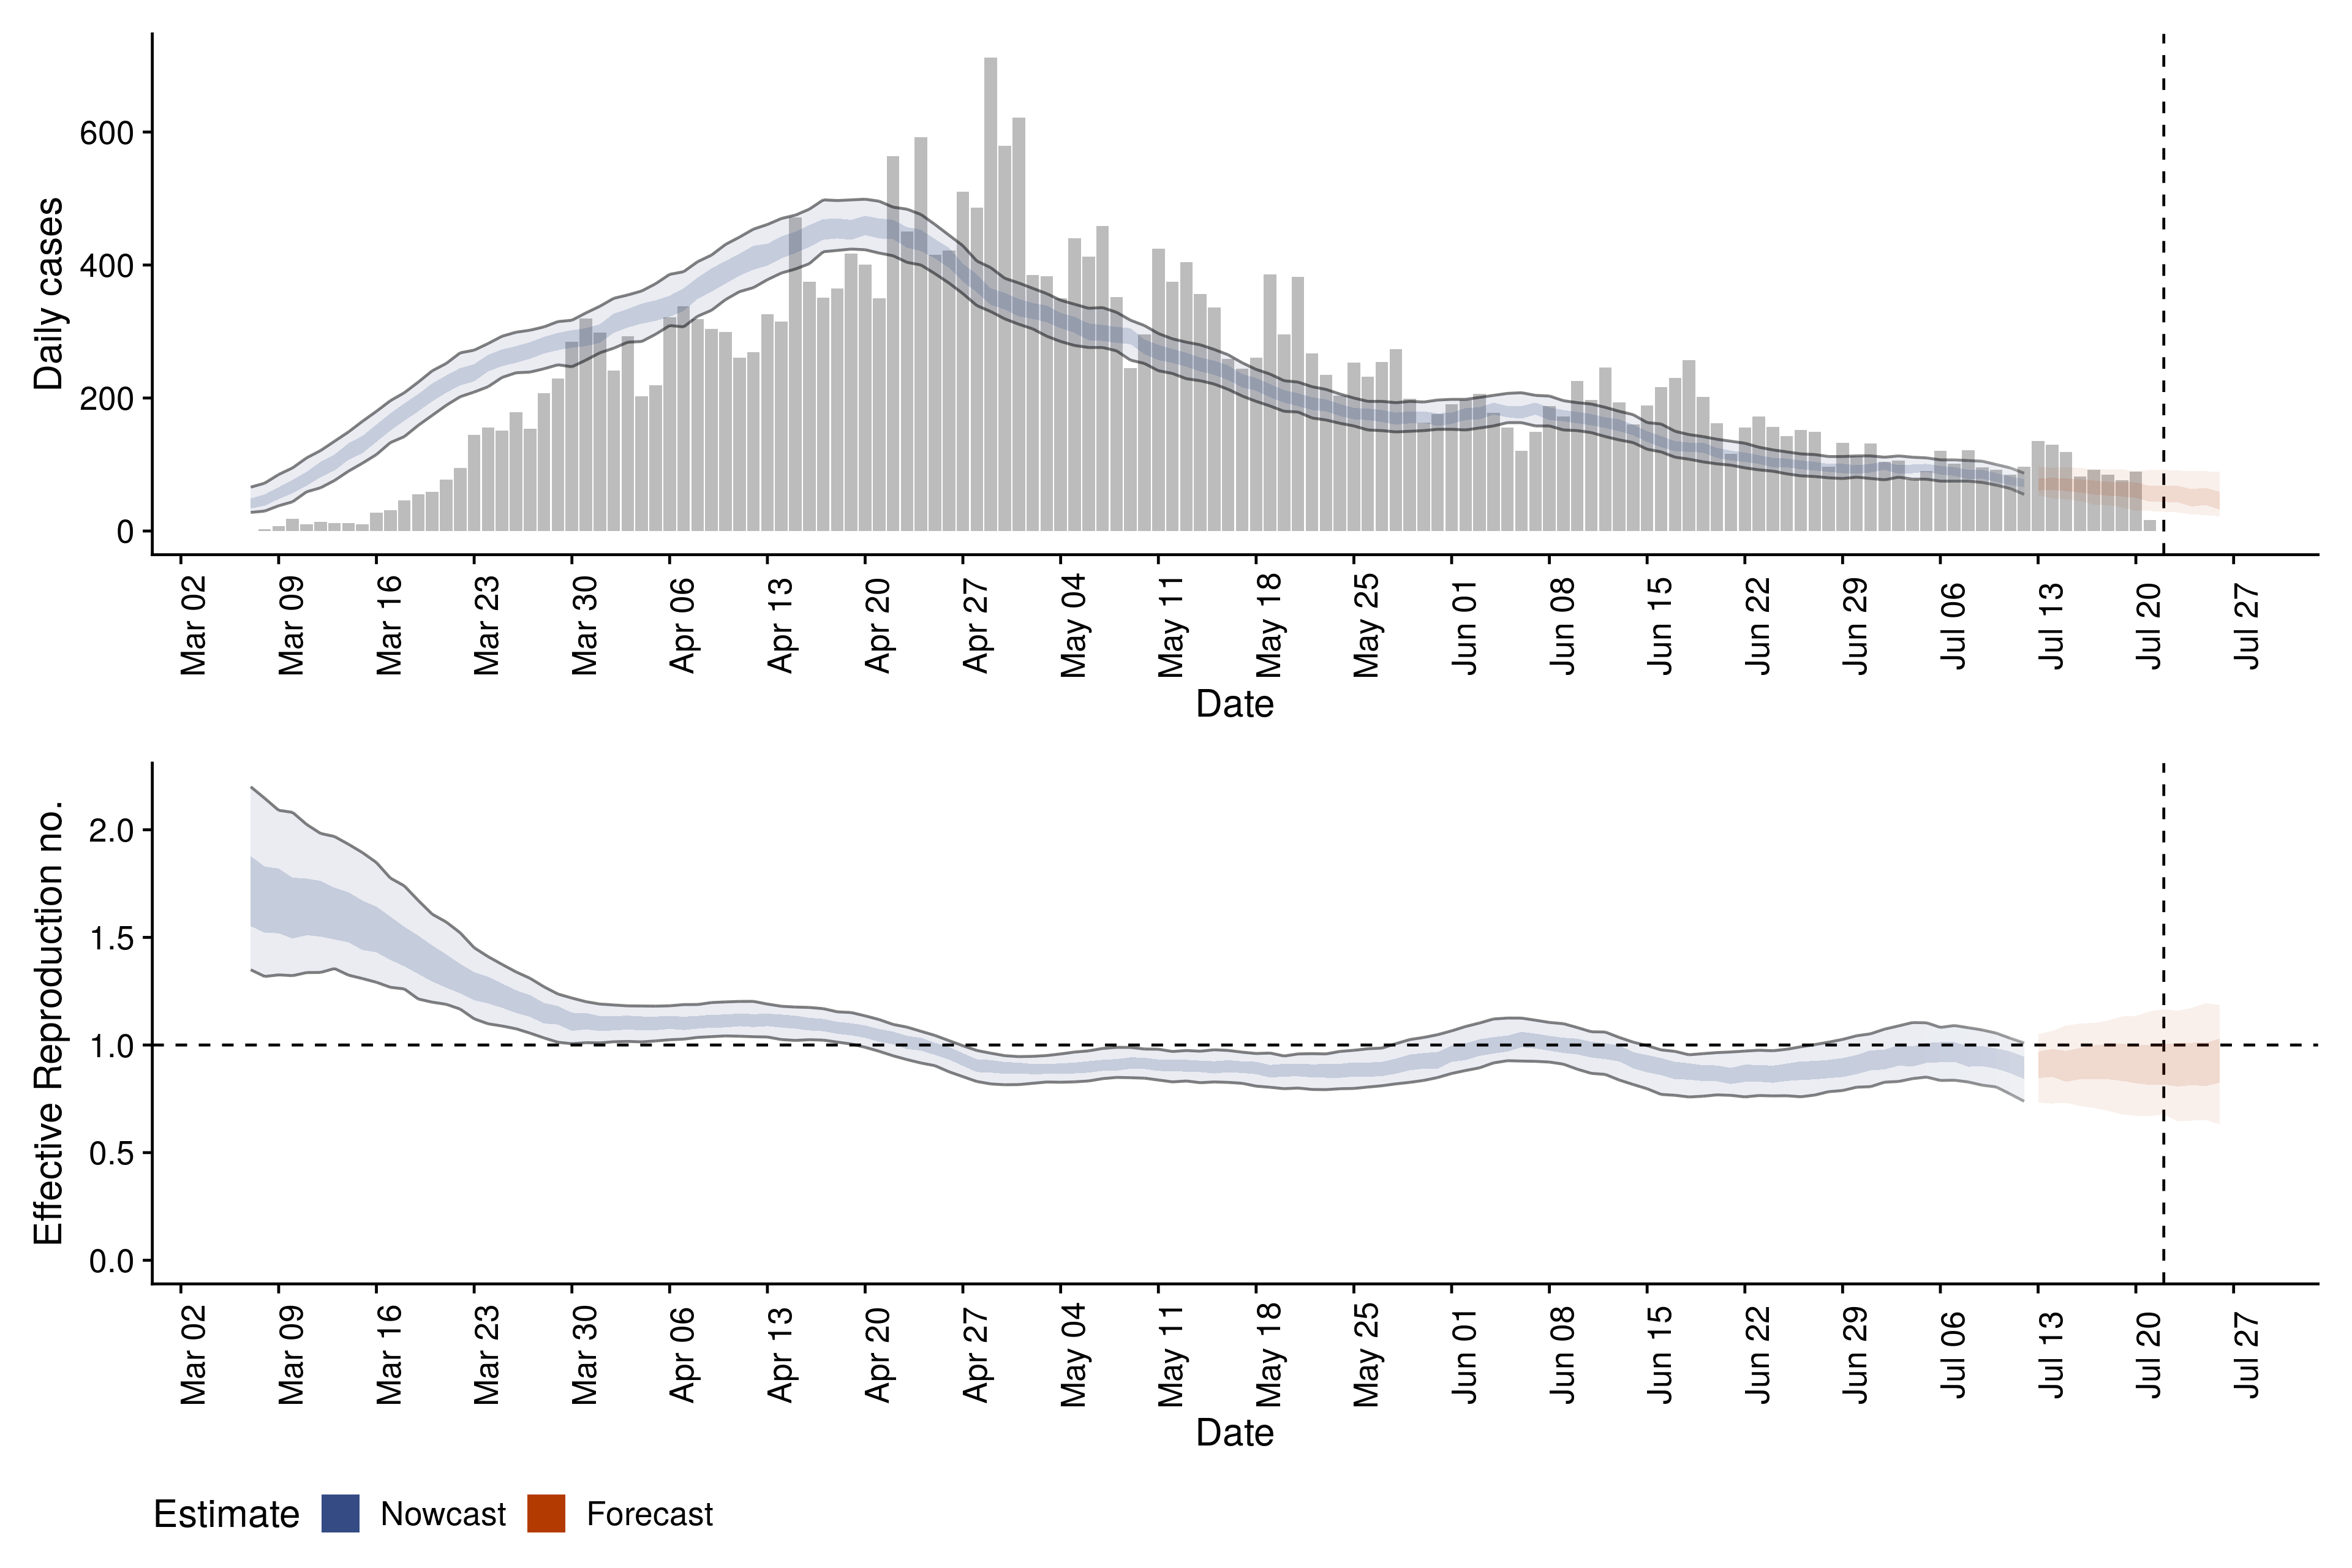 Daily cases
600
400
200
0
Mar 02
Mar 09
Mar 16
Mar 23
Mar 30
Apr 06
Apr 13
Apr 20
Apr 27
May 04
May 11
May 18
May 25
Jun 01
Jun 08
Jun 15
Jun 22
Jun 29
Jul 06
Jul 13
Jul 20
Jul 27
Date
Effective Reproduction no.
2.0
1.5
1.0
0.5
0.0
Mar 02
Mar 09
Mar 16
Mar 23
Mar 30
Apr 06
Apr 13
Apr 20
Apr 27
May 04
May 11
May 18
May 25
Jun 01
Jun 08
Jun 15
Jun 22
Jun 29
Jul 06
Jul 13
Jul 20
Jul 27
Date
Estimate Nowcast Forecast